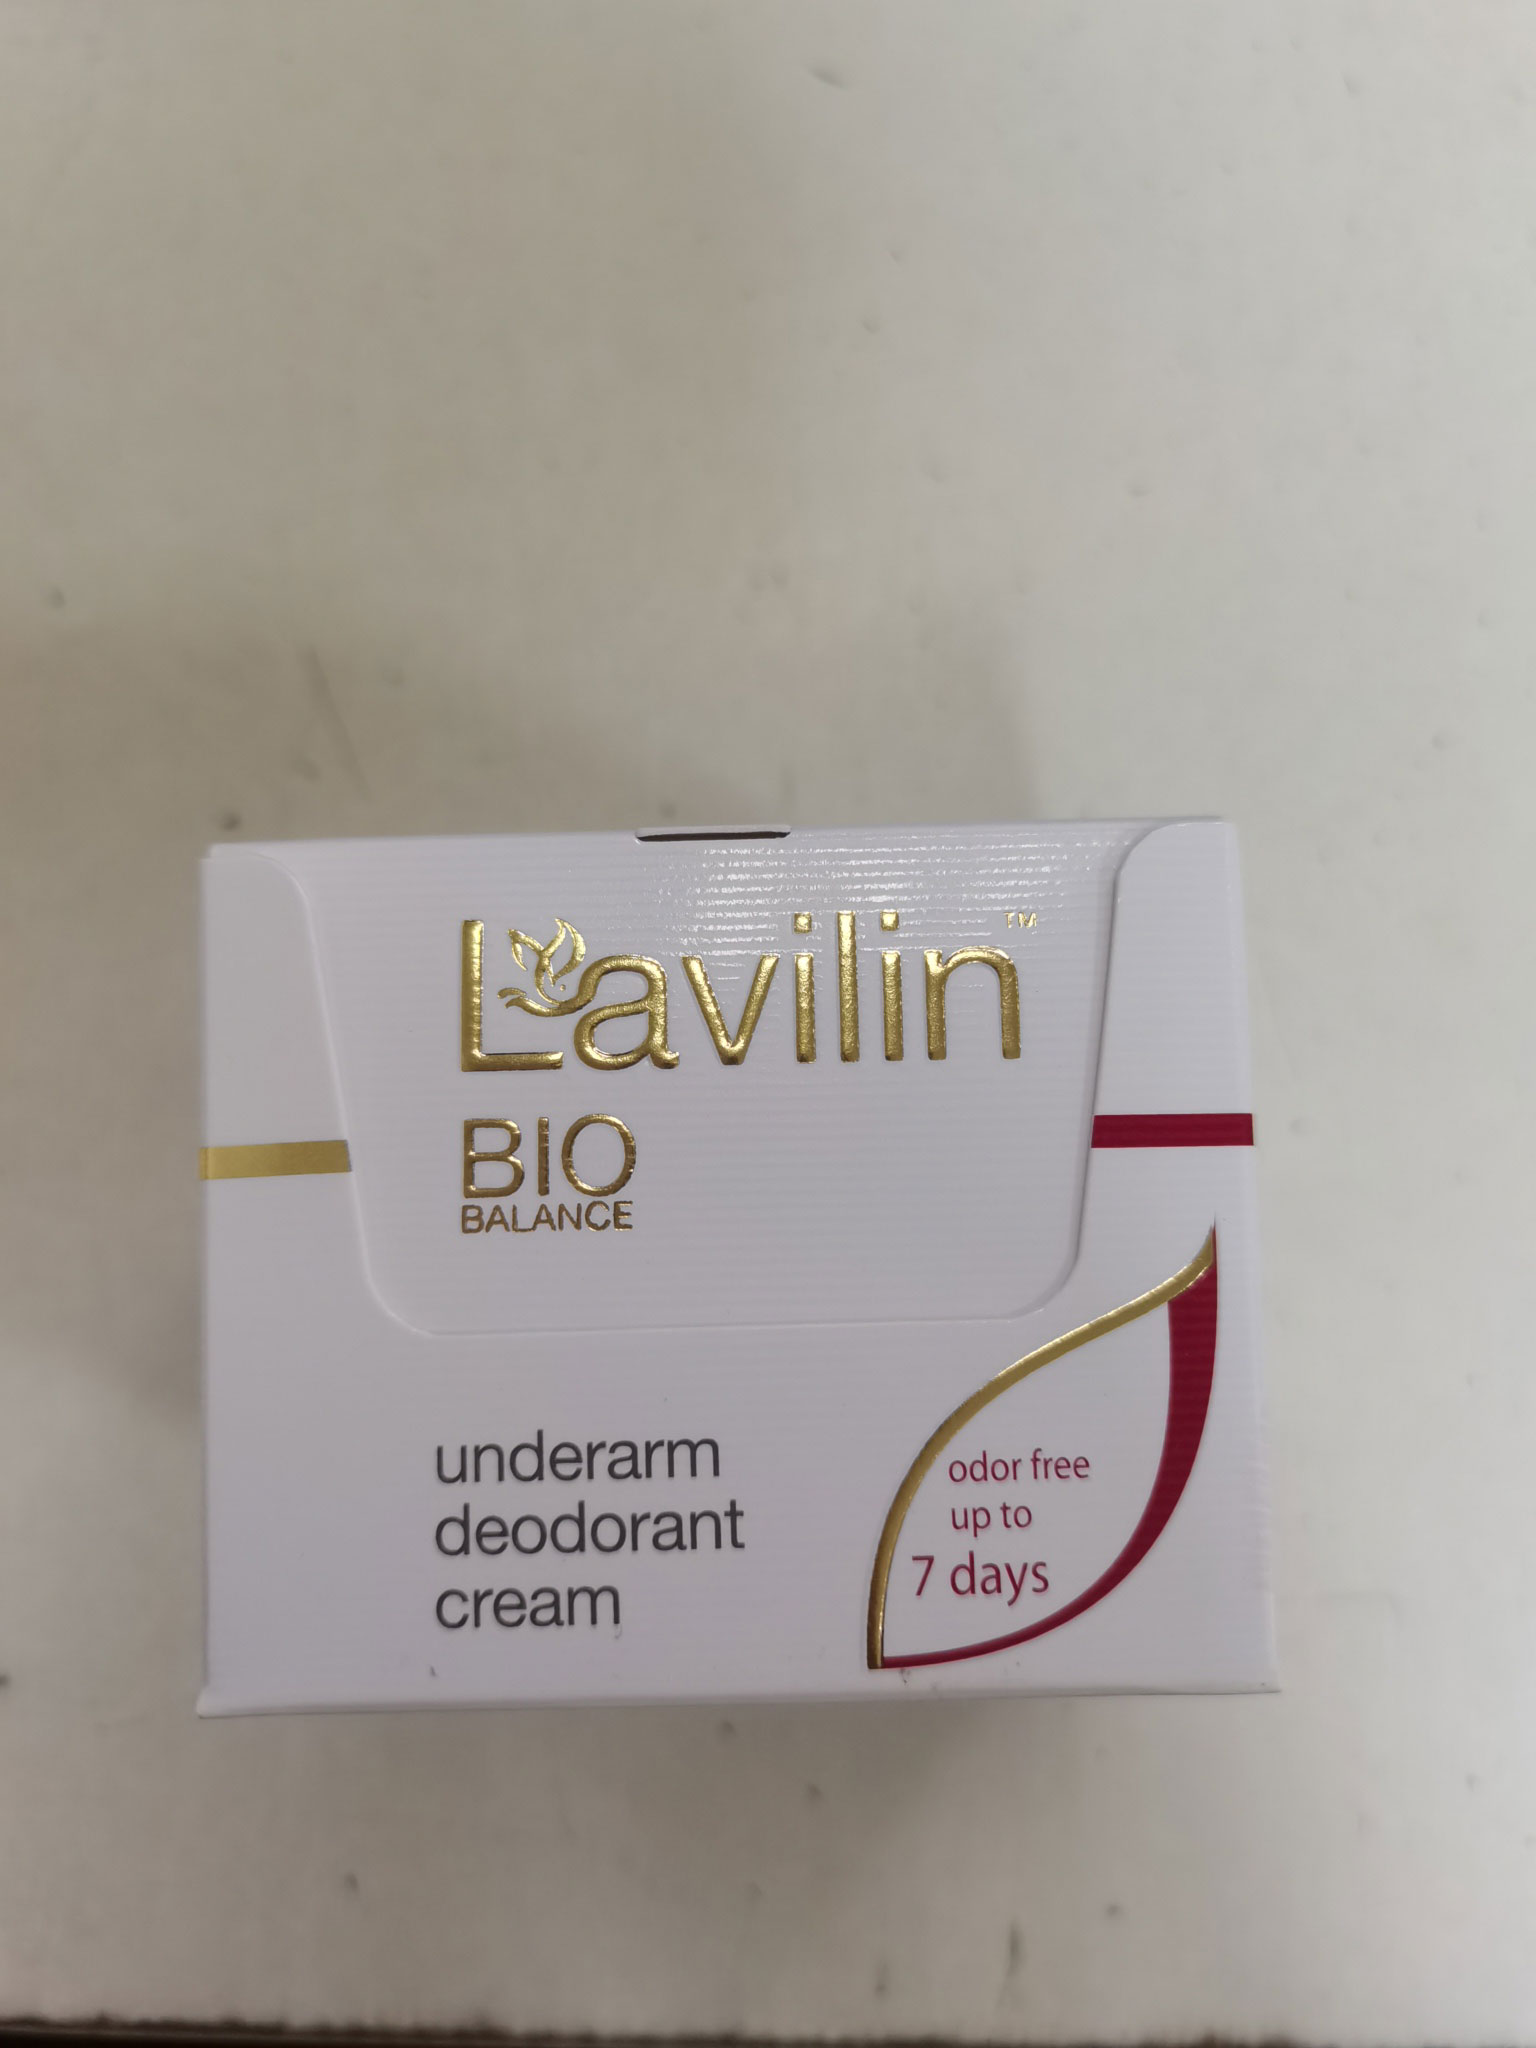 Lavilin™
BIO
BALANCE
underarm
deodorant
cream
odor free
up to
7 days